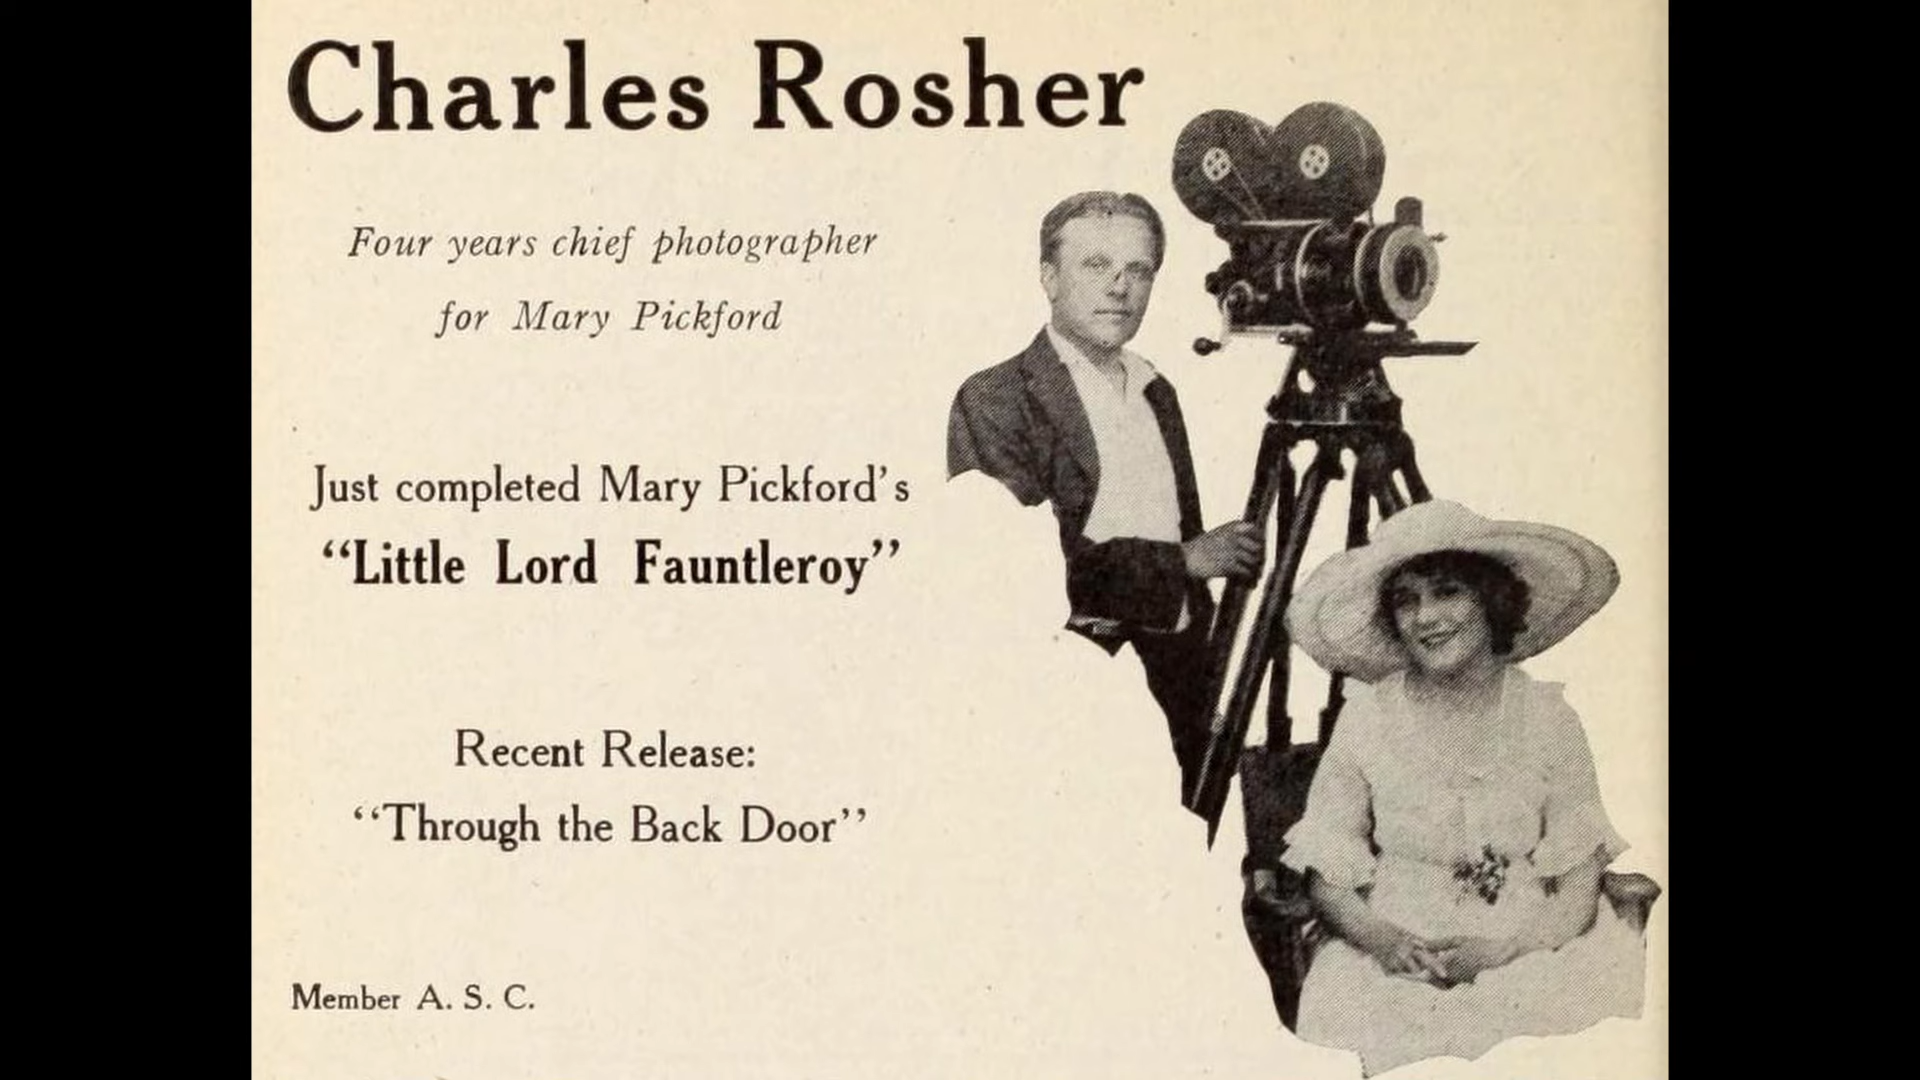 Charles Rosher
Four years chief photographer
for Mary Pickford
Just completed Mary Pickford's
“Little Lord Fauntleroy”
Recent Release:
“Through the Back Door”
Member A. S. C.